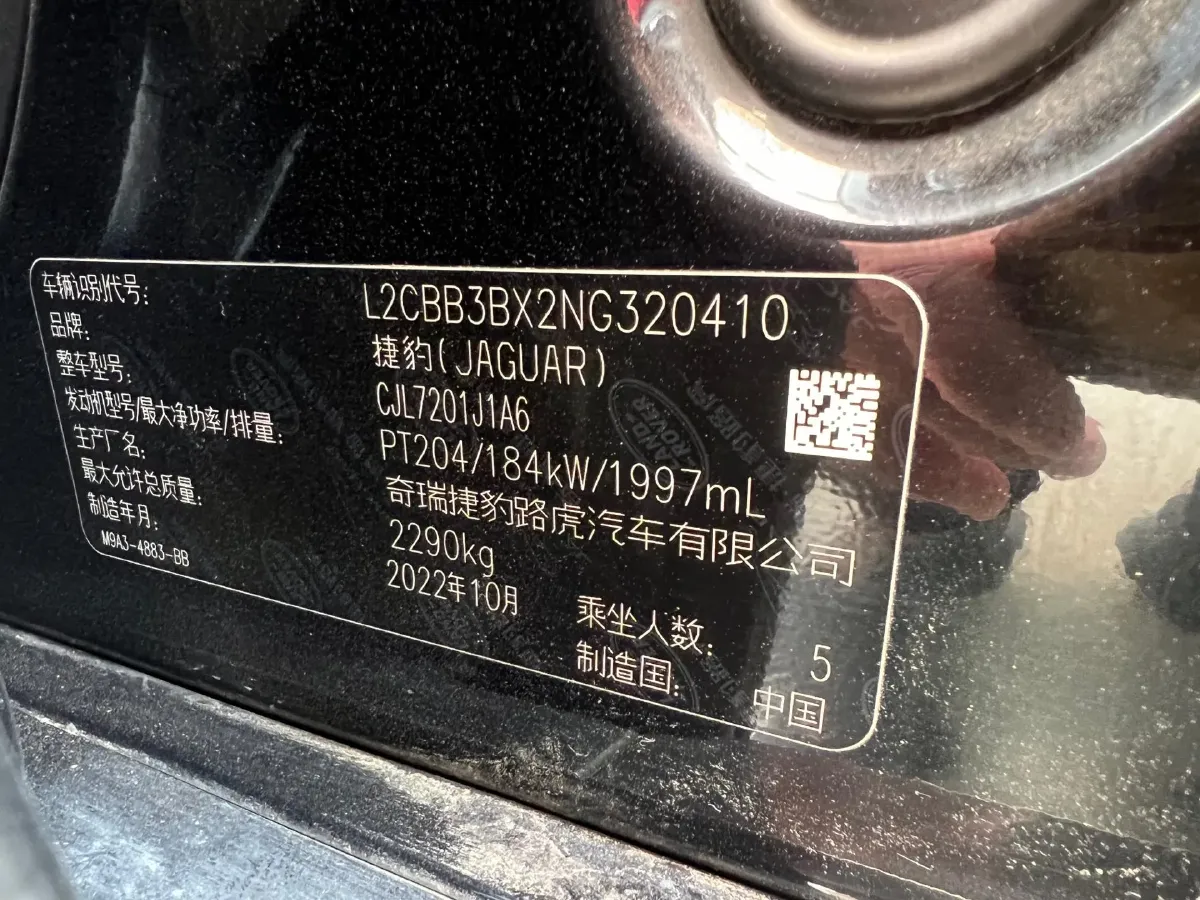 车辆识别代号: L2CBB3BX2NG320410
品牌: 捷豹(JAGUAR)
整车型号: CJL7201J1A6
发动机型号/最大净功率/排量: PT204/184kW/1997mL
生产厂名: 奇瑞捷豹路虎汽车有限公司
最大允许总质量: 2290kg
制造年月: 2022年10月 乘坐人数: 5
M9A3-4883-BB 制造国: 中国
LAND ROVER